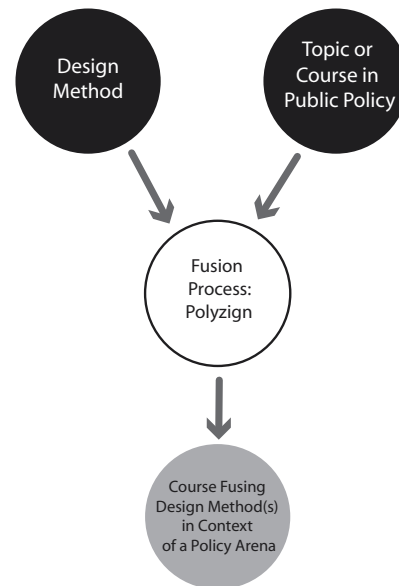 Design
Method
Topic or
Course in
Public Policy
Fusion
Process:
Polyzign
Course Fusing
Design Method(s)
in Context
of a Policy Arena